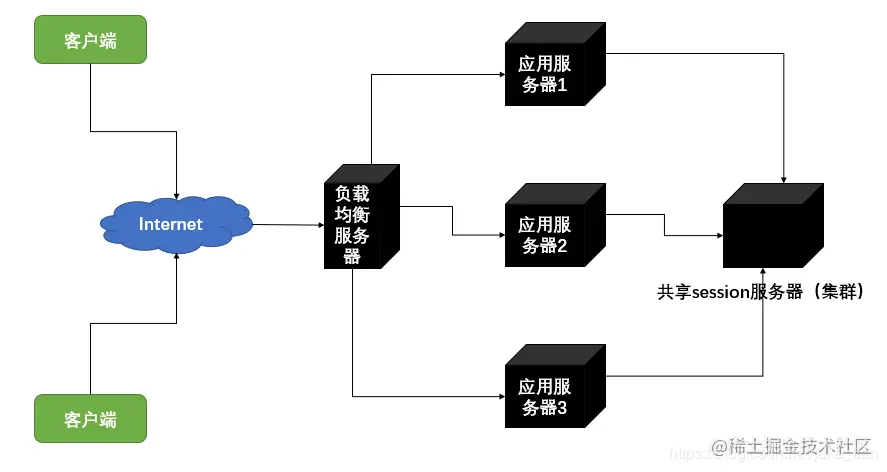 客户端
应用服
务器1
负载
均衡
服务
器
Internet
应用服
务器2
共享session服务器（集群）
应用服
务器3
客户端
@稀土掘金技术社区